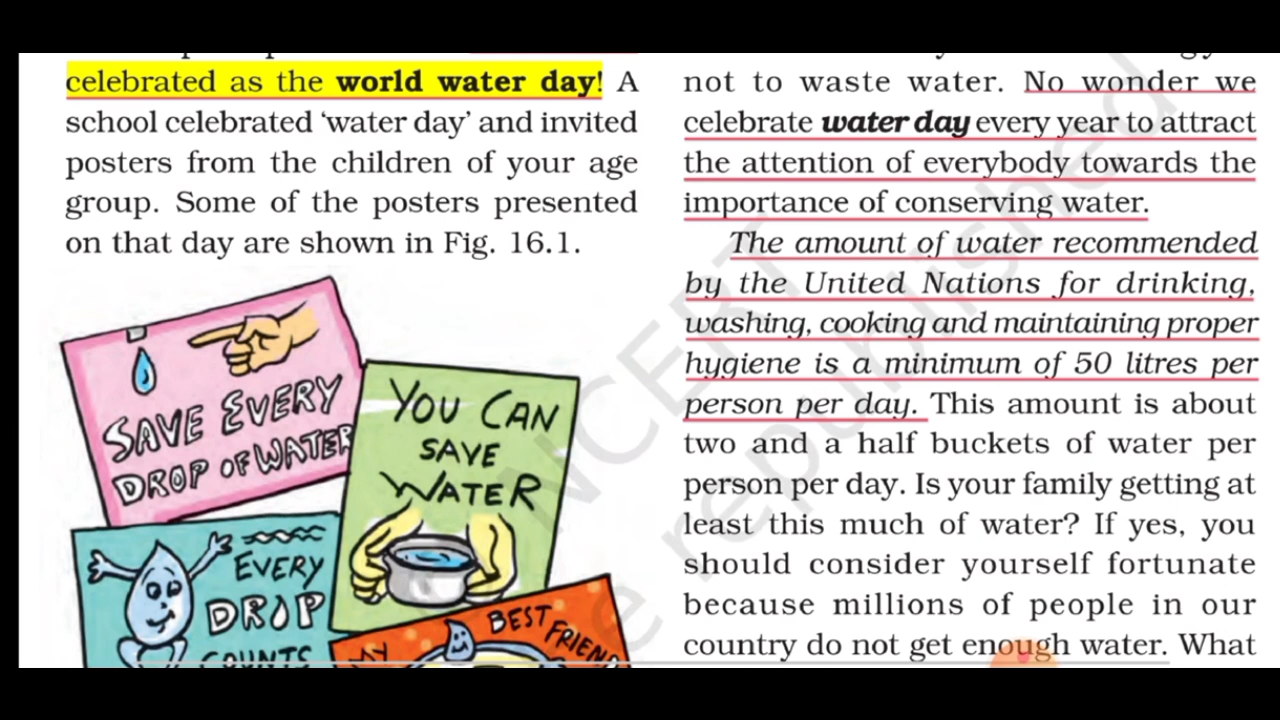 celebrated as the world water day! A
school celebrated ‘water day’ and invited
posters from the children of your age
group. Some of the posters presented
on that day are shown in Fig. 16.1.
SAVE EVERY
DROP OF WATER
YOU CAN
SAVE
WATER
EVERY
DROP
COUNTS
MY
BEST FRIEND
not to waste water. No wonder we
celebrate water day every year to attract
the attention of everybody towards the
importance of conserving water.
The amount of water recommended
by the United Nations for drinking,
washing, cooking and maintaining proper
hygiene is a minimum of 50 litres per
person per day. This amount is about
two and a half buckets of water per
person per day. Is your family getting at
least this much of water? If yes, you
should consider yourself fortunate
because millions of people in our
country do not get enough water. What
NCERT
republished